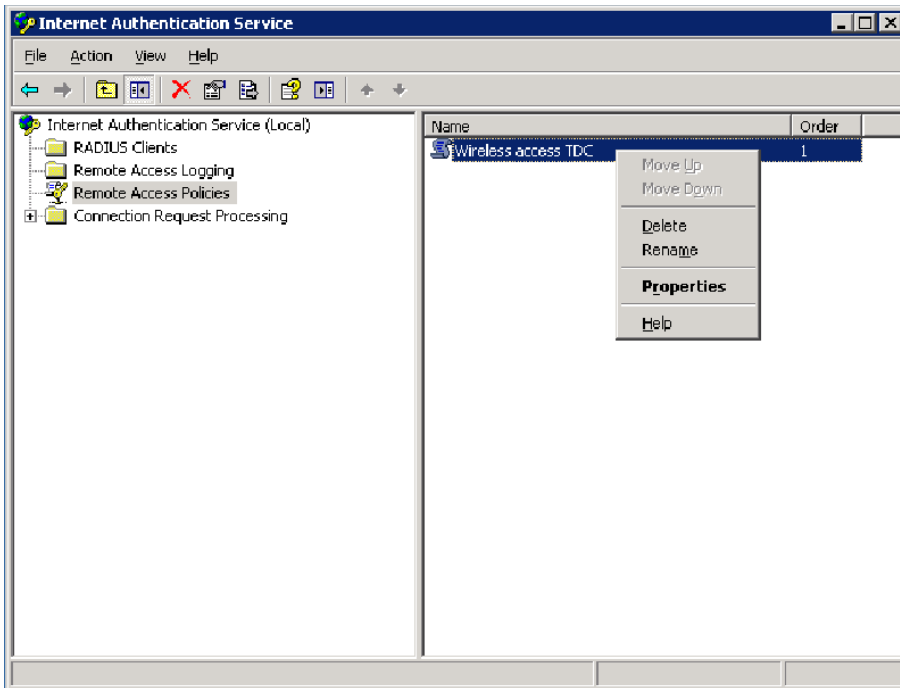 Internet Authentication Service
File Action View Help
Internet Authentication Service (Local)
RADIUS Clients
Remote Access Logging
Remote Access Policies
Connection Request Processing
Name Order
Wireless access TDC 1
Move Up
Move Down
Delete
Rename
Properties
Help